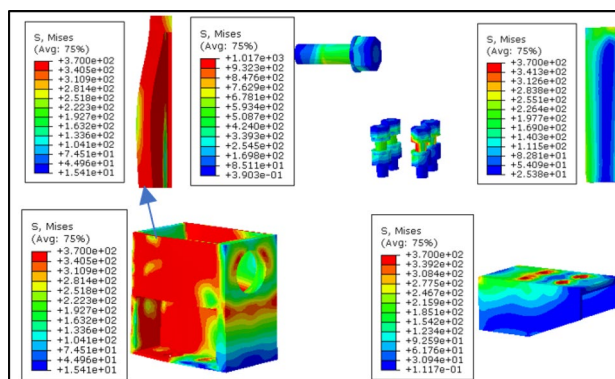 S, Mises
(Avg: 75%)
+3.700e+02
+3.405e+02
+3.109e+02
+2.814e+02
+2.518e+02
+2.223e+02
+1.927e+02
+1.632e+02
+1.336e+02
+1.041e+02
+7.451e+01
+4.496e+01
+1.541e+01
S, Mises
(Avg: 75%)
+1.017e+03
+9.323e+02
+8.476e+02
+7.629e+02
+6.781e+02
+5.934e+02
+5.087e+02
+4.240e+02
+3.393e+02
+2.545e+02
+1.698e+02
+8.511e+01
+3.903e-01
S, Mises
(Avg: 75%)
+3.700e+02
+3.413e+02
+3.126e+02
+2.838e+02
+2.551e+02
+2.264e+02
+1.977e+02
+1.690e+02
+1.403e+02
+1.115e+02
+8.281e+01
+5.409e+01
+2.538e+01
S, Mises
(Avg: 75%)
+3.700e+02
+3.405e+02
+3.109e+02
+2.814e+02
+2.518e+02
+2.223e+02
+1.927e+02
+1.632e+02
+1.336e+02
+1.041e+02
+7.451e+01
+4.496e+01
+1.541e+01
S, Mises
(Avg: 75%)
+3.700e+02
+3.392e+02
+3.084e+02
+2.775e+02
+2.467e+02
+2.159e+02
+1.851e+02
+1.542e+02
+1.234e+02
+9.259e+01
+6.176e+01
+3.094e+01
+1.117e-01